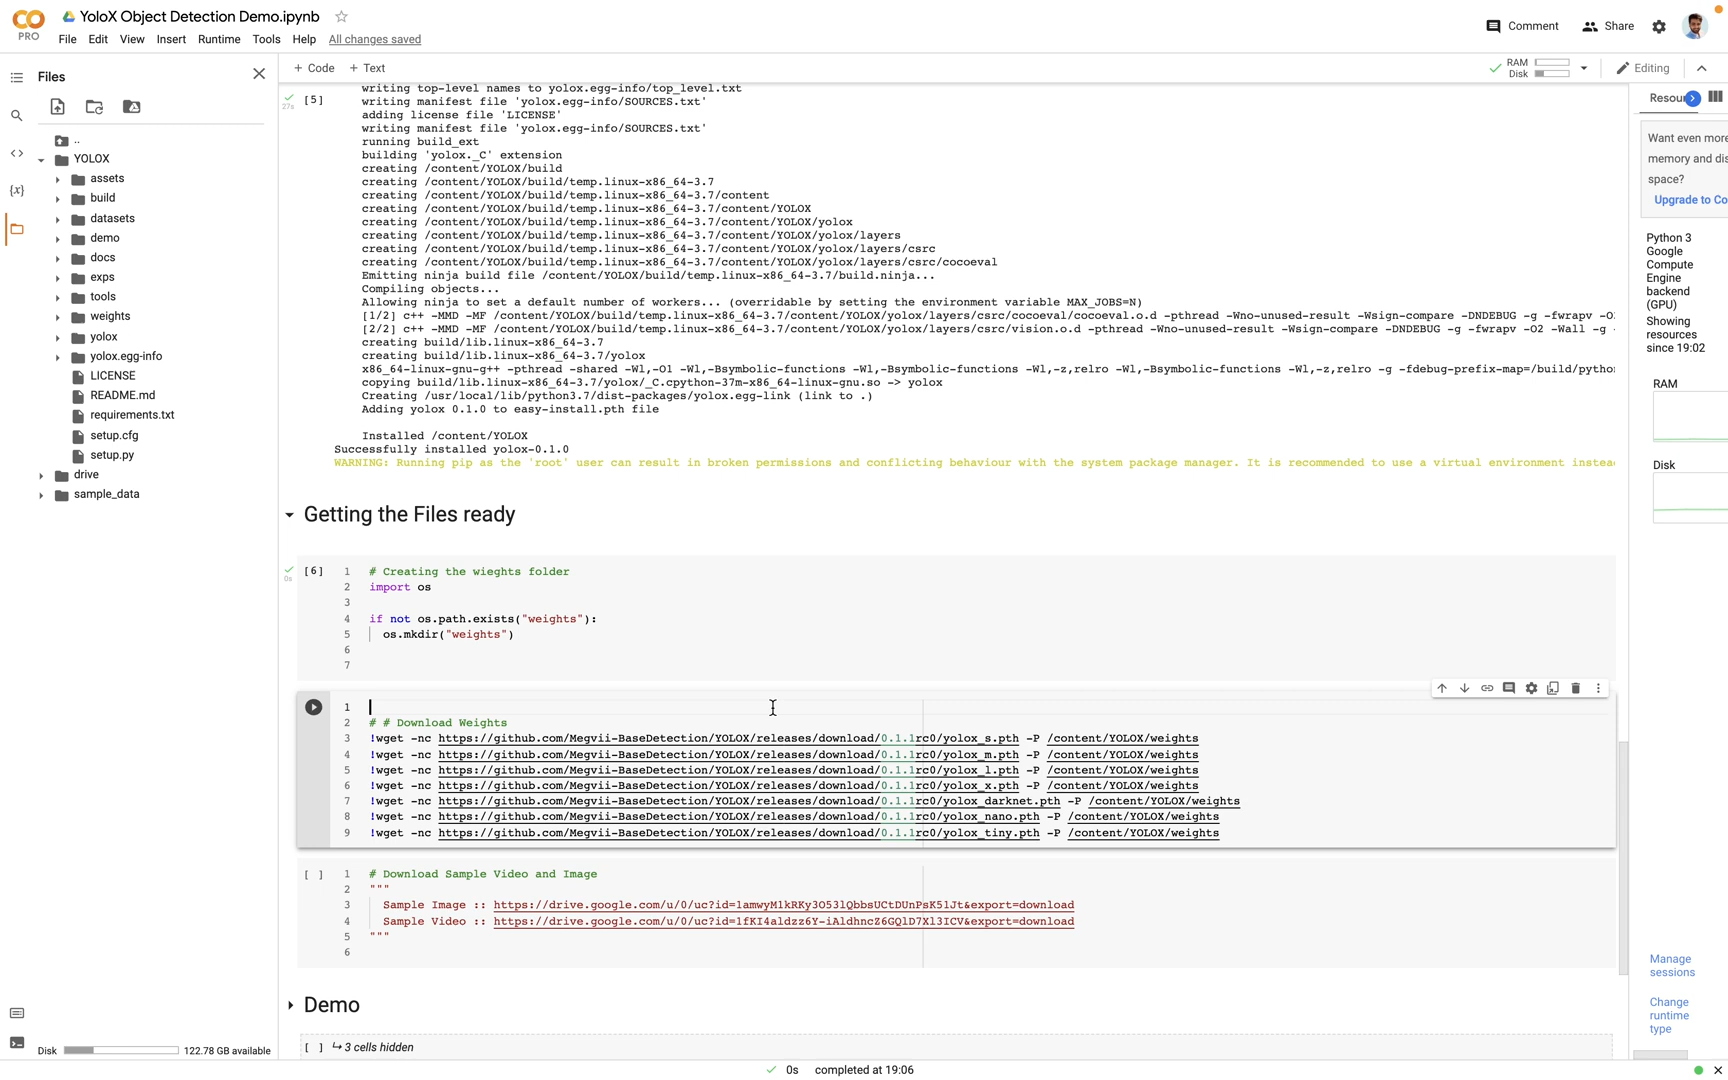 YoloX Object Detection Demo.ipynb
PRO
File Edit View Insert Runtime Tools Help All changes saved
Comment
Share
Files
+ Code + Text
RAM
Disk
Editing
..
YOLOX
assets
build
datasets
demo
docs
exps
tools
weights
yolox
yolox.egg-info
LICENSE
README.md
requirements.txt
setup.cfg
setup.py
drive
sample_data
Disk 122.78 GB available
27s
[5]
writing top-level names to yolox.egg-info/top_level.txt
writing manifest file 'yolox.egg-info/SOURCES.txt'
adding license file 'LICENSE'
writing manifest file 'yolox.egg-info/SOURCES.txt'
running build_ext
building 'yolox._C' extension
creating /content/YOLOX/build
creating /content/YOLOX/build/temp.linux-x86_64-3.7
creating /content/YOLOX/build/temp.linux-x86_64-3.7/content
creating /content/YOLOX/build/temp.linux-x86_64-3.7/content/YOLOX
creating /content/YOLOX/build/temp.linux-x86_64-3.7/content/YOLOX/yolox
creating /content/YOLOX/build/temp.linux-x86_64-3.7/content/YOLOX/yolox/layers
creating /content/YOLOX/build/temp.linux-x86_64-3.7/content/YOLOX/yolox/layers/csrc
creating /content/YOLOX/build/temp.linux-x86_64-3.7/content/YOLOX/yolox/layers/csrc/cocoeval
Emitting ninja build file /content/YOLOX/build/temp.linux-x86_64-3.7/build.ninja...
Compiling objects...
Allowing ninja to set a default number of workers... (overridable by setting the environment variable MAX_JOBS=N)
[1/2] c++ -MMD -MF /content/YOLOX/build/temp.linux-x86_64-3.7/content/YOLOX/yolox/layers/csrc/cocoeval/cocoeval.o.d -pthread -Wno-unused-result -Wsign-compare -DNDEBUG -g -fwrapv
[2/2] c++ -MMD -MF /content/YOLOX/build/temp.linux-x86_64-3.7/content/YOLOX/yolox/layers/csrc/vision.o.d -pthread -Wno-unused-result -Wsign-compare -DNDEBUG -g -fwrapv -O2 -Wall -g -
creating build/lib.linux-x86_64-3.7
creating build/lib.linux-x86_64-3.7/yolox
x86_64-linux-gnu-g++ -pthread -shared -Wl,-O1 -Wl,-Bsymbolic-functions -Wl,-Bsymbolic-functions -Wl,-z,relro -Wl,-Bsymbolic-functions -Wl,-z,relro -g -fdebug-prefix-map=/build/pytho
copying build/lib.linux-x86_64-3.7/yolox/_C.cpython-37m-x86_64-linux-gnu.so -> yolox
Creating /usr/local/lib/python3.7/dist-packages/yolox.egg-link (link to .)
Adding yolox 0.1.0 to easy-install.pth file
Installed /content/YOLOX
Successfully installed yolox-0.1.0
WARNING: Running pip as the 'root' user can result in broken permissions and conflicting behaviour with the system package manager. It is recommended to use a virtual environment instea
Getting the Files ready
0s
[6]
1 # Creating the wieghts folder
2 import os
3
4 if not os.path.exists("weights"):
5 os.mkdir("weights")
6
7
1
2 # # Download Weights
3 !wget -nc https://github.com/Megvii-BaseDetection/YOLOX/releases/download/0.1.1rc0/yolox_s.pth -P /content/YOLOX/weights
4 !wget -nc https://github.com/Megvii-BaseDetection/YOLOX/releases/download/0.1.1rc0/yolox_m.pth -P /content/YOLOX/weights
5 !wget -nc https://github.com/Megvii-BaseDetection/YOLOX/releases/download/0.1.1rc0/yolox_l.pth -P /content/YOLOX/weights
6 !wget -nc https://github.com/Megvii-BaseDetection/YOLOX/releases/download/0.1.1rc0/yolox_x.pth -P /content/YOLOX/weights
7 !wget -nc https://github.com/Megvii-BaseDetection/YOLOX/releases/download/0.1.1rc0/yolox_darknet.pth -P /content/YOLOX/weights
8 !wget -nc https://github.com/Megvii-BaseDetection/YOLOX/releases/download/0.1.1rc0/yolox_nano.pth -P /content/YOLOX/weights
9 !wget -nc https://github.com/Megvii-BaseDetection/YOLOX/releases/download/0.1.1rc0/yolox_tiny.pth -P /content/YOLOX/weights
[ ]
1 # Download Sample Video and Image
2 """
3 Sample Image :: https://drive.google.com/u/0/uc?id=1amwyM1kRKy3O53lQbbsUCtDUnPsK51Jt&export=download
4 Sample Video :: https://drive.google.com/u/0/uc?id=1fKI4aldzz6Y-iAldhncZ6GQlD7Xl3ICV&export=download
5 """
6
Demo
[ ] 3 cells hidden
0s completed at 19:06
Resou
Want even more
memory and dis
space?
Upgrade to Co
Python 3
Google
Compute
Engine
backend
(GPU)
Showing
resources
since 19:02
RAM
Disk
Manage
sessions
Change
runtime
type